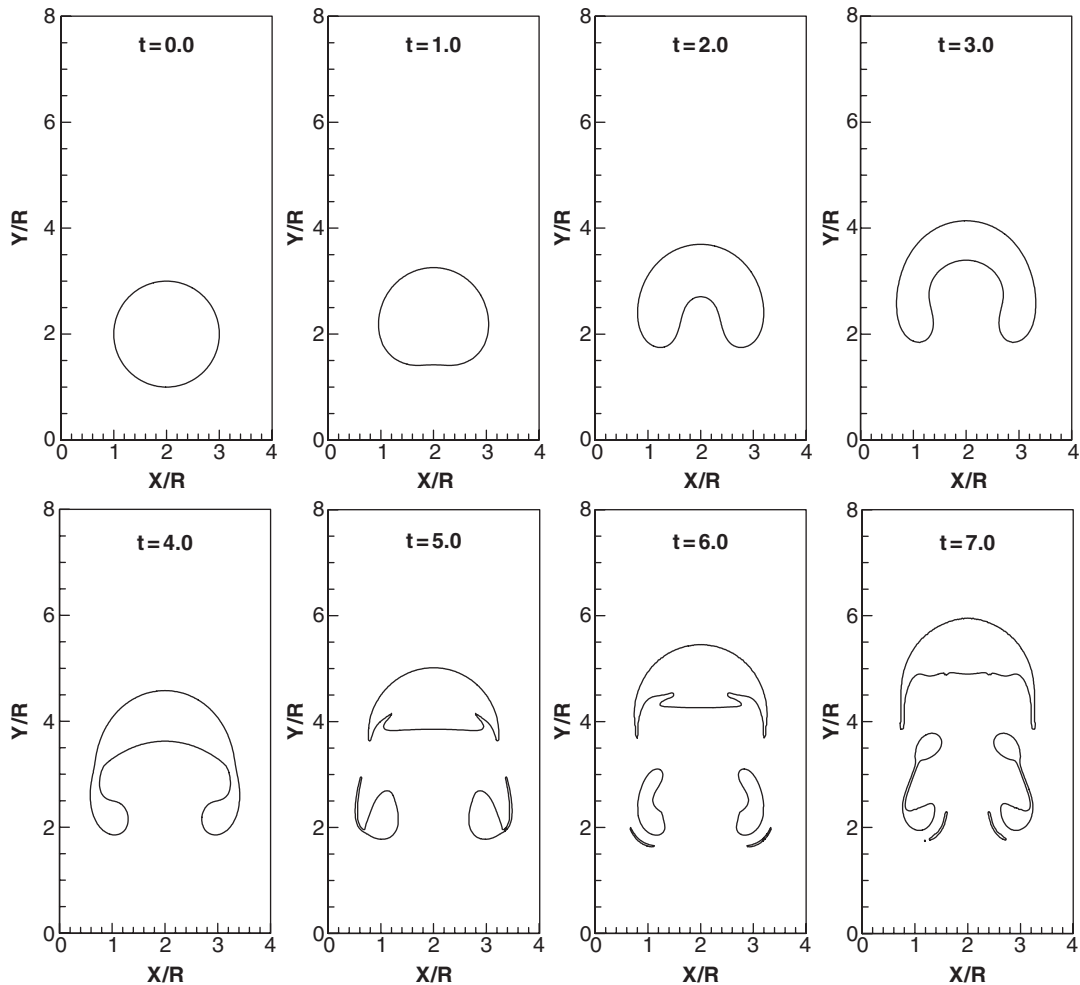 8 8 8 8
t=0.0 t=1.0 t=2.0 t=3.0
6 6 6 6
Y/R Y/R Y/R Y/R
4 4 4 4
2 2 2 2
0 0 0 0
0 1 2 3 4 0 1 2 3 4 0 1 2 3 4 0 1 2 3 4
X/R X/R X/R X/R
8 8 8 8
t=4.0 t=5.0 t=6.0 t=7.0
6 6 6 6
Y/R Y/R Y/R Y/R
4 4 4 4
2 2 2 2
0 0 0 0
0 1 2 3 4 0 1 2 3 4 0 1 2 3 4 0 1 2 3 4
X/R X/R X/R X/R